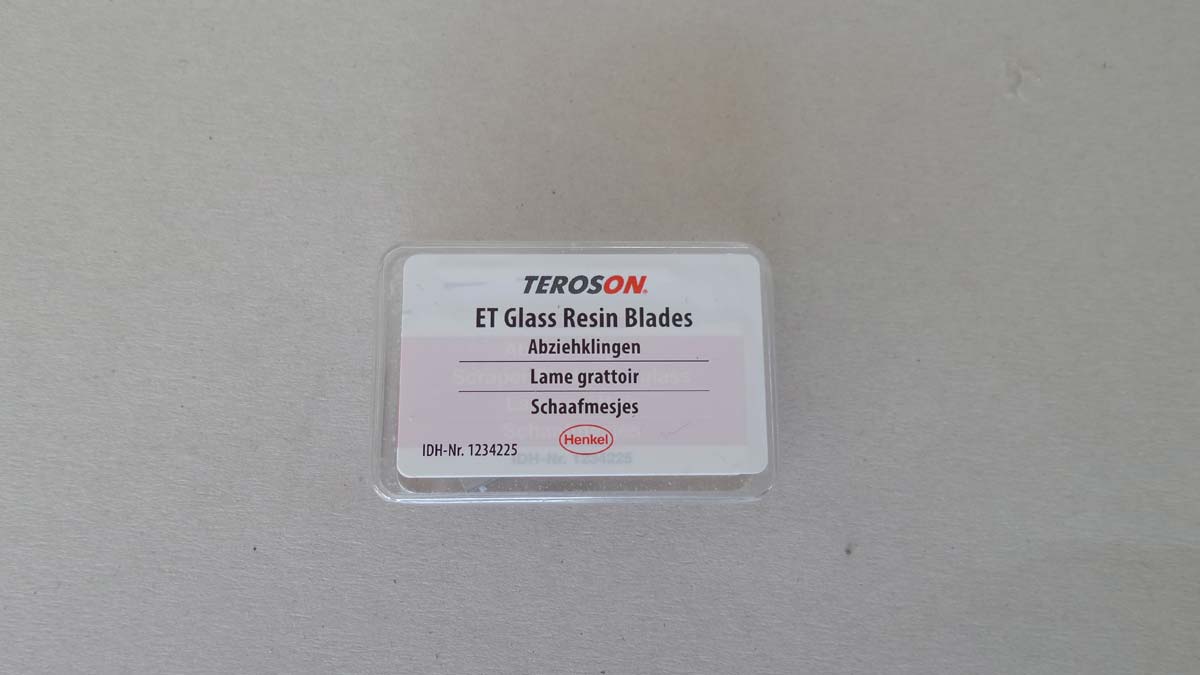 TEROSON
ET Glass Resin Blades
Abziehklingen
Lame grattoir
Schaafmesjes
Henkel
IDH-Nr. 1234225